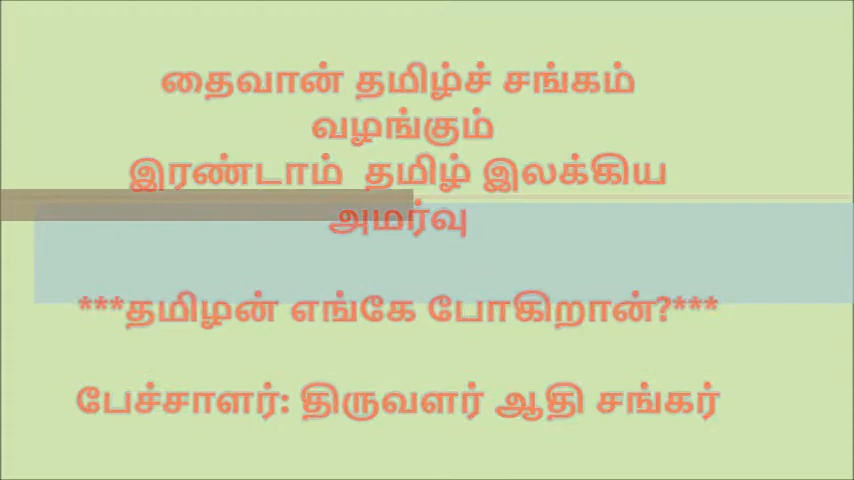 தைவான் தமிழ்ச் சங்கம்
வழங்கும்
இரண்டாம் தமிழ் இலக்கிய
அமர்வு
***தமிழன் எங்கே போகிறான்?***
பேச்சாளர்: திருவளர் ஆதி சங்கர்